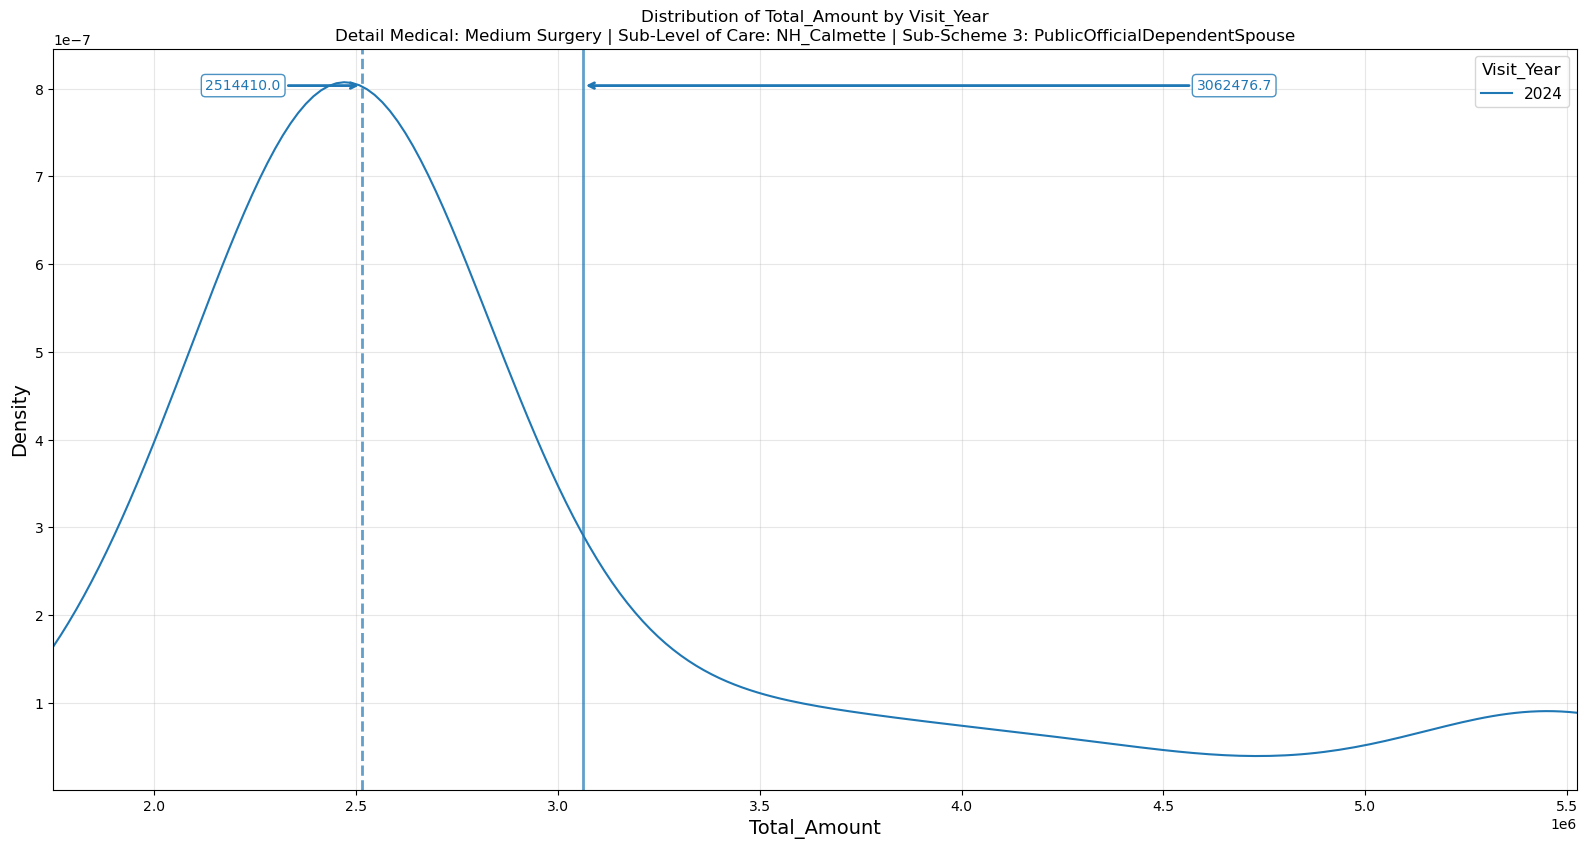 Distribution of Total_Amount by Visit_Year
Detail Medical: Medium Surgery | Sub-Level of Care: NH_Calmette | Sub-Scheme 3: PublicOfficialDependentSpouse
1e−7
8
7
6
5
4
3
2
1
Density
2514410.0
3062476.7
Visit_Year
2024
2.0 2.5 3.0 3.5 4.0 4.5 5.0 5.5
1e6
Total_Amount